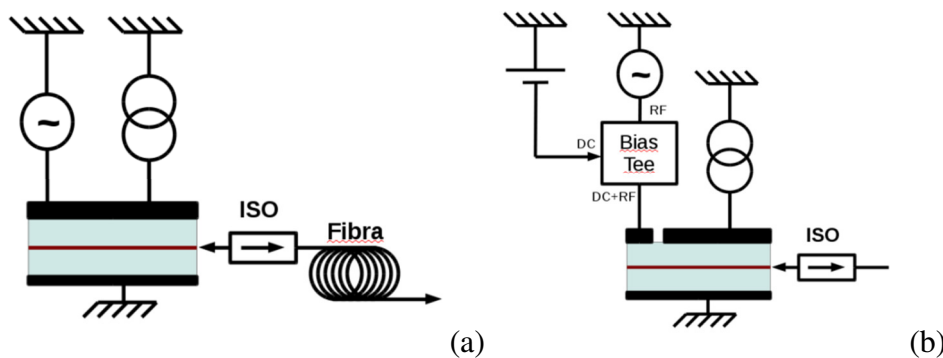 ISO
Fibra
(a)
~
~
RF
DC
Bias
Tee
DC+RF
ISO
(b)